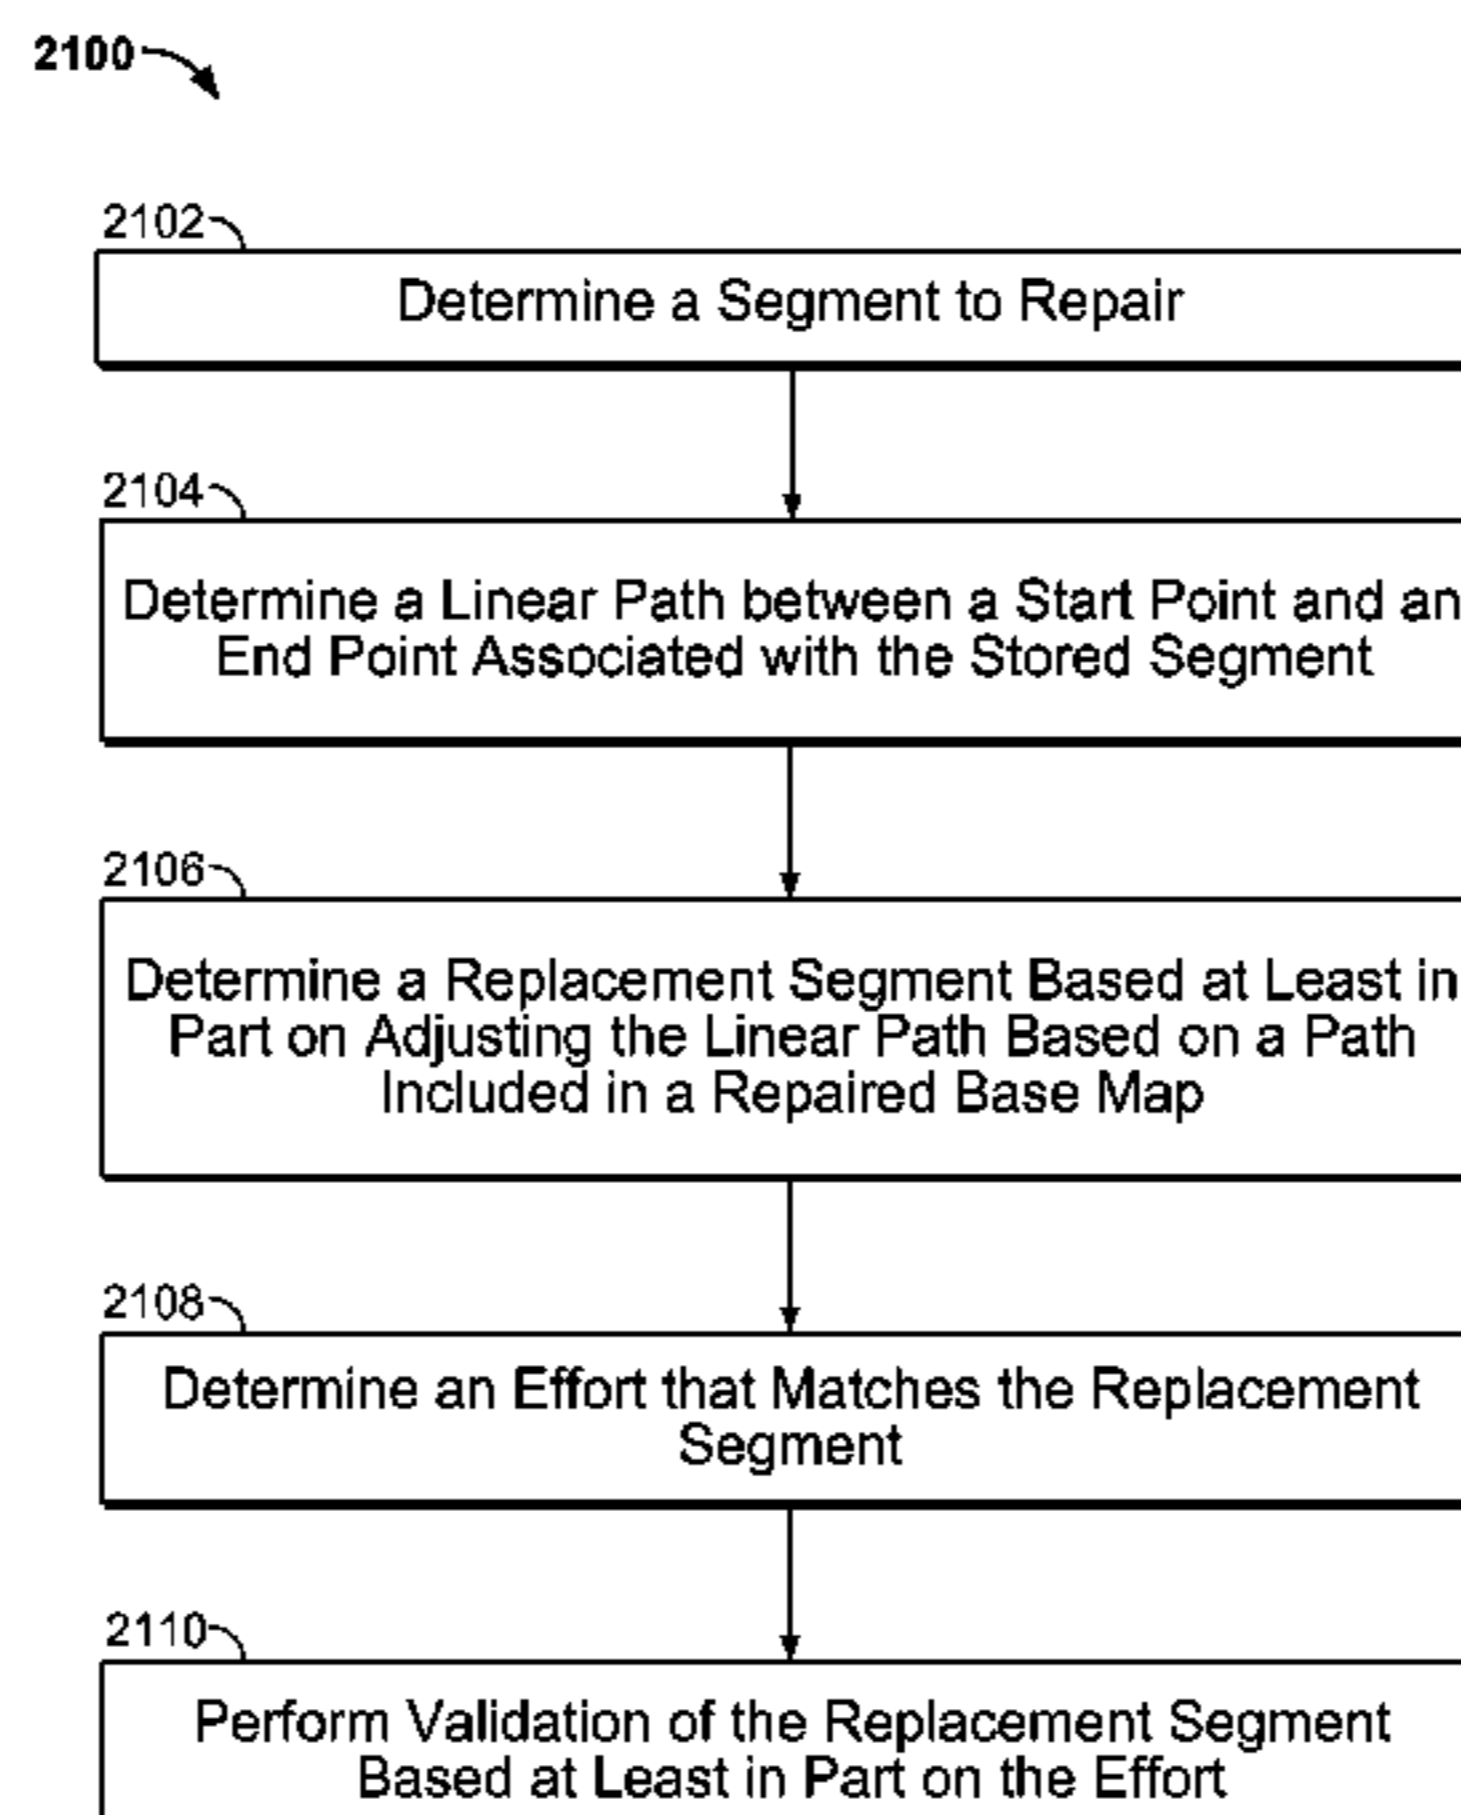 2100
2102
Determine a Segment to Repair
2104
Determine a Linear Path between a Start Point and an
End Point Associated with the Stored Segment
2106
Determine a Replacement Segment Based at Least in
Part on Adjusting the Linear Path Based on a Path
Included in a Repaired Base Map
2108
Determine an Effort that Matches the Replacement
Segment
2110
Perform Validation of the Replacement Segment
Based at Least in Part on the Effort